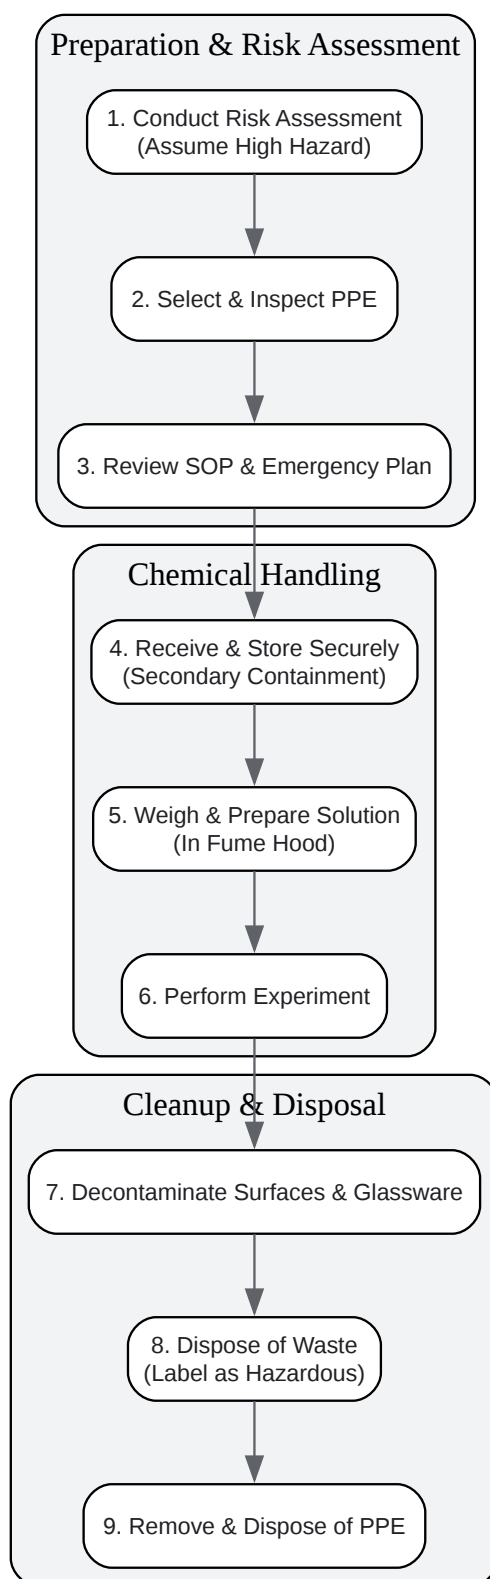 Preparation & Risk Assessment
1. Conduct Risk Assessment
(Assume High Hazard)
2. Select & Inspect PPE
3. Review SOP & Emergency Plan
Chemical Handling
4. Receive & Store Securely
(Secondary Containment)
5. Weigh & Prepare Solution
(In Fume Hood)
6. Perform Experiment
Cleanup & Disposal
7. Decontaminate Surfaces & Glassware
8. Dispose of Waste
(Label as Hazardous)
9. Remove & Dispose of PPE